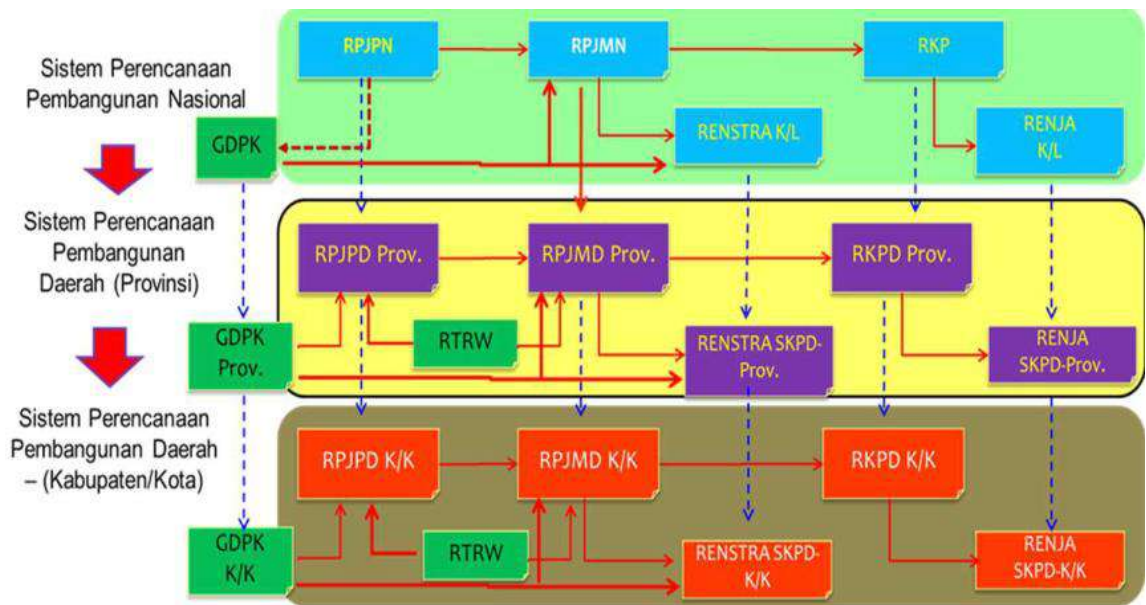 Sistem Perencanaan
Pembangunan Nasional
RPJPN
RPJMN
RKP
GDPK
RENSTRA K/L
RENJA
K/L
Sistem Perencanaan
Pembangunan
Daerah (Provinsi)
RPJPD Prov.
RPJMD Prov.
RKPD Prov.
GDPK
Prov.
RTRW
RENSTRA SKPD-
Prov.
RENJA
SKPD-Prov.
Sistem Perencanaan
Pembangunan Daerah
– (Kabupaten/Kota)
RPJPD K/K
RPJMD K/K
RKPD K/K
GDPK
K/K
RTRW
RENSTRA SKPD-
K/K
RENJA
SKPD-K/K